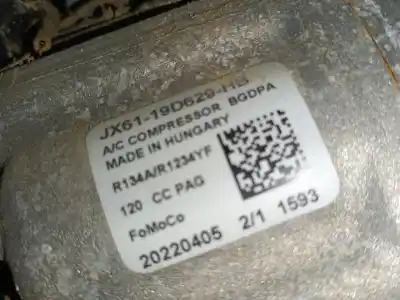 JX61-19D629-HB
A/C COMPRESSOR BGDPA
MADE IN HUNGARY
R134A/R1234YF
120 CC PAG
FoMoCo
20220405 2/1 1593